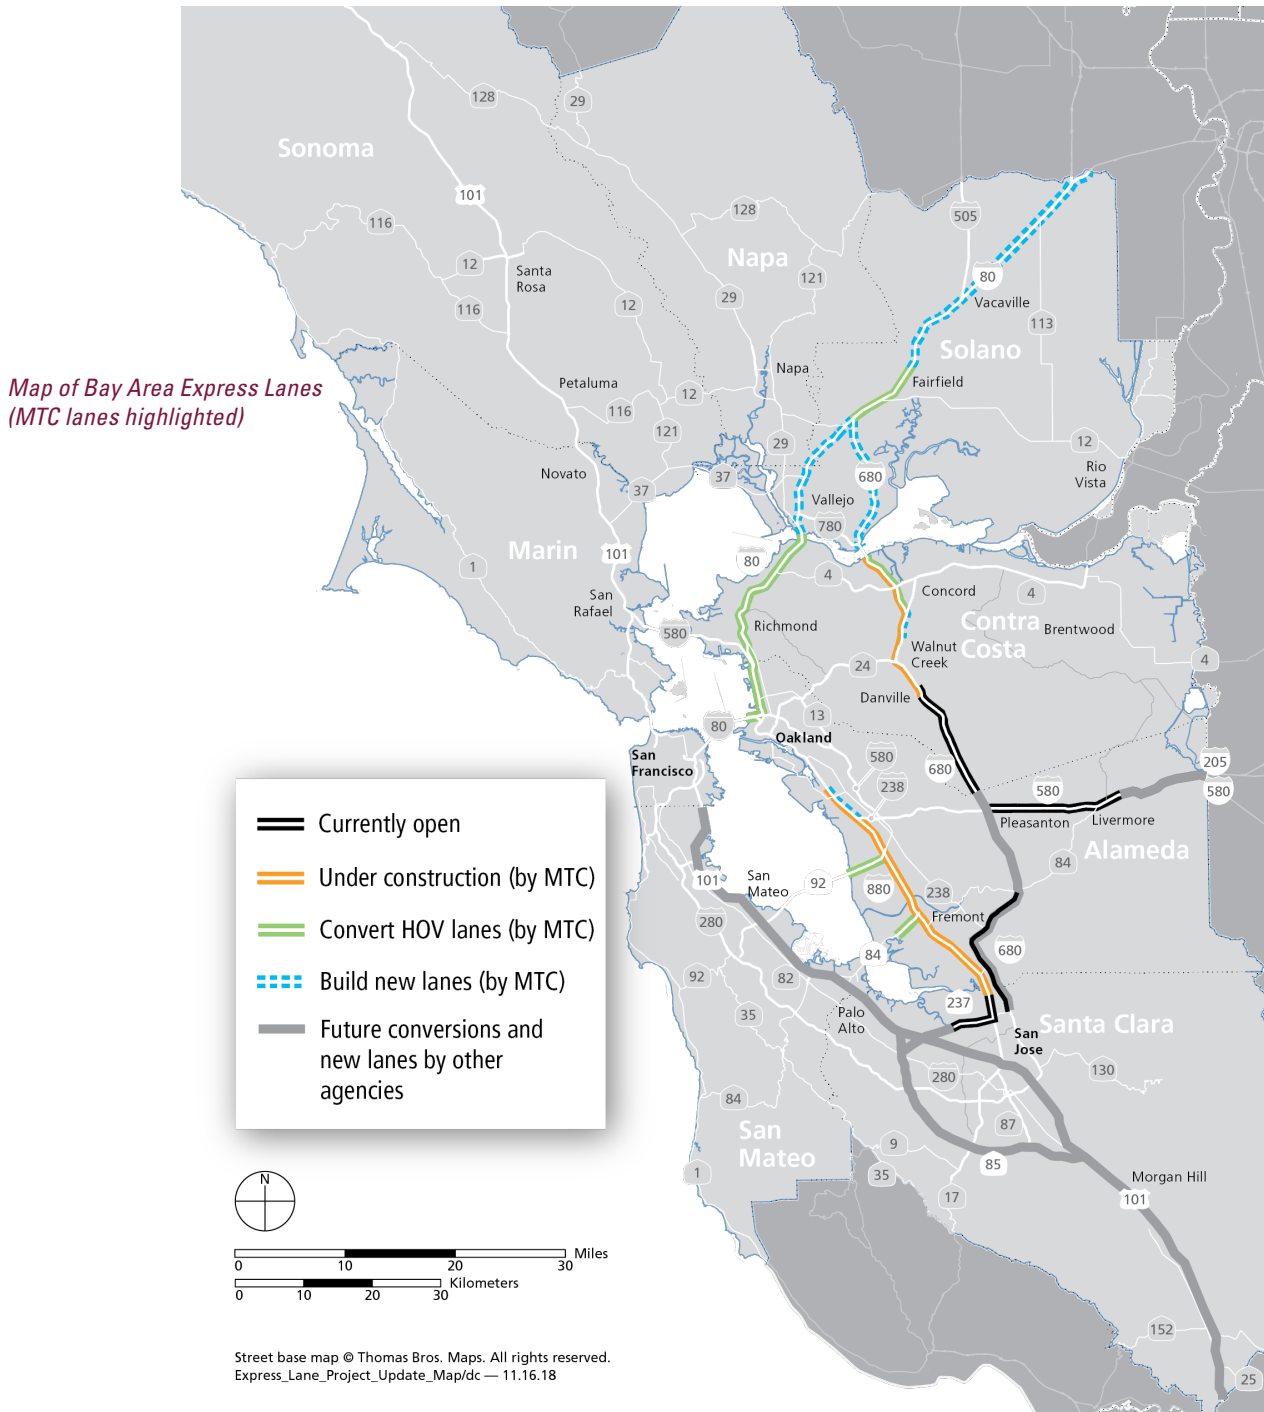 128
29
Sonoma
101
128
505
116
Napa
12
Santa
Rosa
121
80
29
Vacaville
116
12
113
Solano
Napa
Map of Bay Area Express Lanes
(MTC lanes highlighted)
Petaluma
Fairfield
12
116
121
29
12
Novato
37
37
680
Rio
Vista
Vallejo
780
Marin
101
80
1
4
Concord
4
San
Rafael
Richmond
Contra
Costa
Brentwood
580
Walnut
Creek
24
4
Danville
13
80
Oakland
San
Francisco
580
680
205
238
580
580
Pleasanton
Livermore
Alameda
84
101
San
Mateo
92
880
238
280
Fremont
84
680
92
82
237
35
Palo
Alto
San
Jose
Santa Clara
280
130
84
87
San
Mateo
9
85
35
1
17
Morgan Hill
101
152
25
Currently open
Under construction (by MTC)
Convert HOV lanes (by MTC)
Build new lanes (by MTC)
Future conversions and
new lanes by other
agencies
N
Miles
0 10 20 30
Kilometers
0 10 20 30
Street base map © Thomas Bros. Maps. All rights reserved.
Express_Lane_Project_Update_Map/dc — 11.16.18